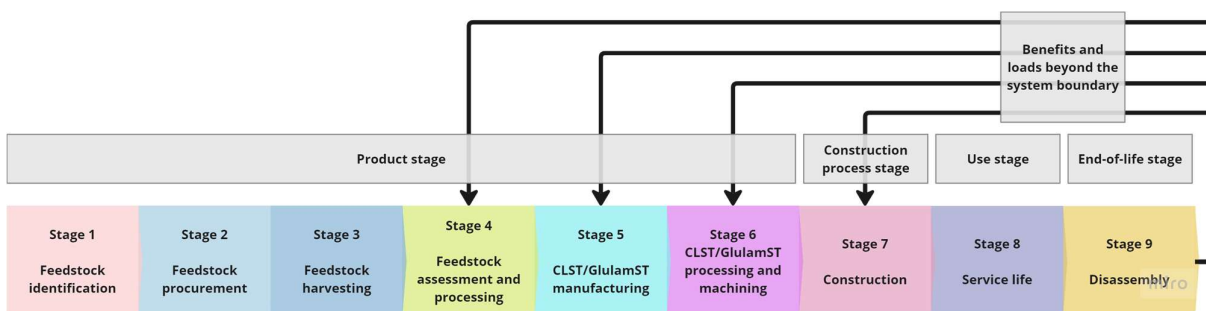 Benefits and
loads beyond the
system boundary
Product stage
Construction
process stage
Use stage
End-of-life stage
Stage 1
Feedstock
identification
Stage 2
Feedstock
procurement
Stage 3
Feedstock
harvesting
Stage 4
Feedstock
assessment and
processing
Stage 5
CLST/GlulamST
manufacturing
Stage 6
CLST/GlulamST
processing and
machining
Stage 7
Construction
Stage 8
Service life
Stage 9
Disassembly
miro